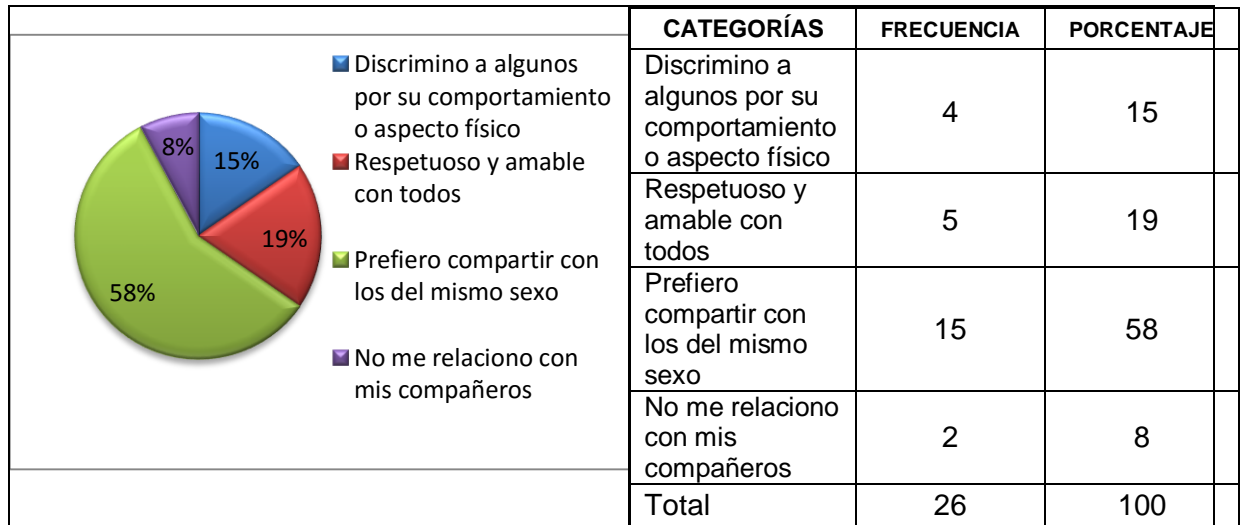 8%
15%
19%
58%
Discrimino a algunos
por su comportamiento
o aspecto físico
Respetuoso y amable
con todos
Prefiero compartir con
los del mismo sexo
No me relaciono con
mis compañeros
CATEGORÍAS FRECUENCIA PORCENTAJE
Discrimino a
algunos por su
comportamiento
o aspecto físico
4 15
Respetuoso y
amable con
todos
5 19
Prefiero
compartir con
los del mismo
sexo
15 58
No me relaciono
con mis
compañeros
2 8
Total 26 100